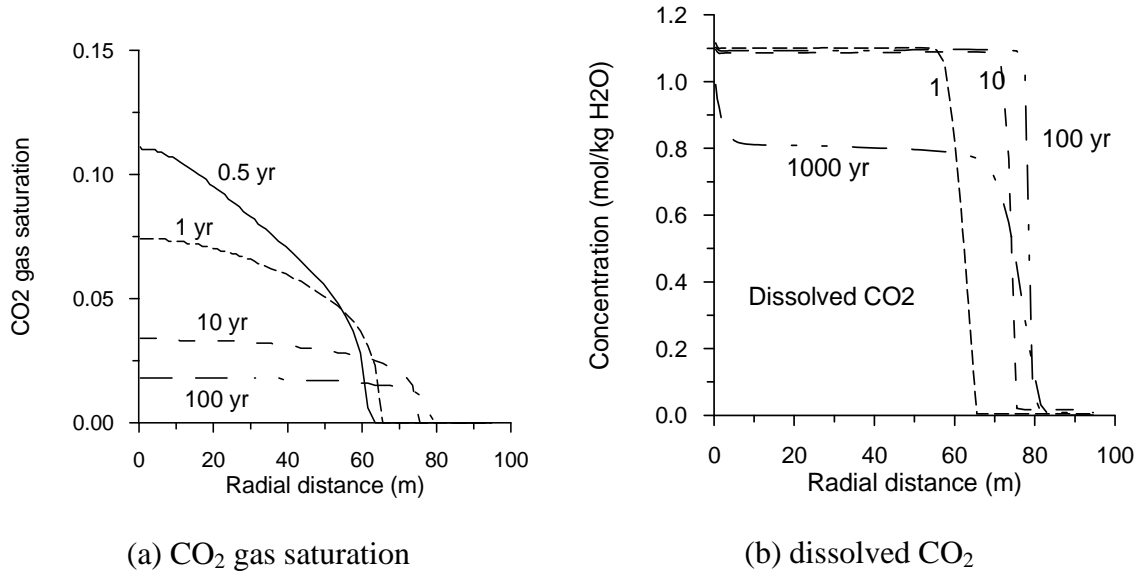 0.15
0.10
0.05
0.00
CO2 gas saturation
0.5 yr
1 yr
10 yr
100 yr
0 20 40 60 80 100
Radial distance (m)
(a) CO₂ gas saturation
1.2
1.0
0.8
0.6
0.4
0.2
0.0
Concentration (mol/kg H2O)
1
10
100 yr
1000 yr
Dissolved CO2
0 20 40 60 80 100
Radial distance (m)
(b) dissolved CO₂